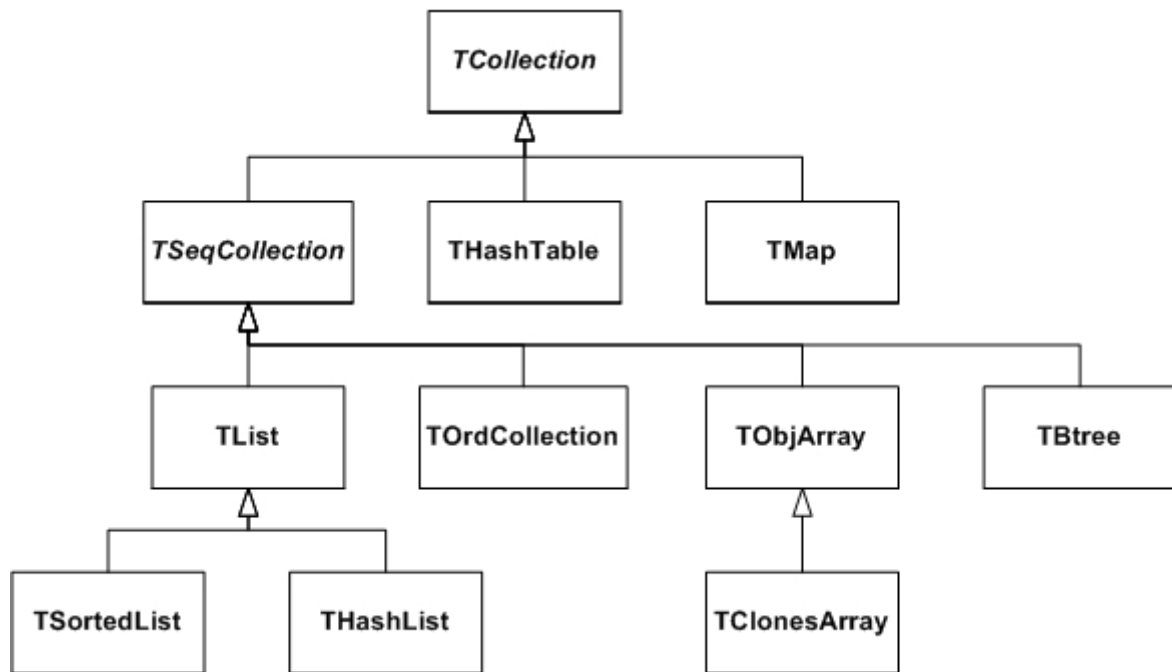 TCollection
TSeqCollection
THashTable
TMap
TList
TOrdCollection
TObjArray
TBtree
TSortedList
THashList
TClonesArray